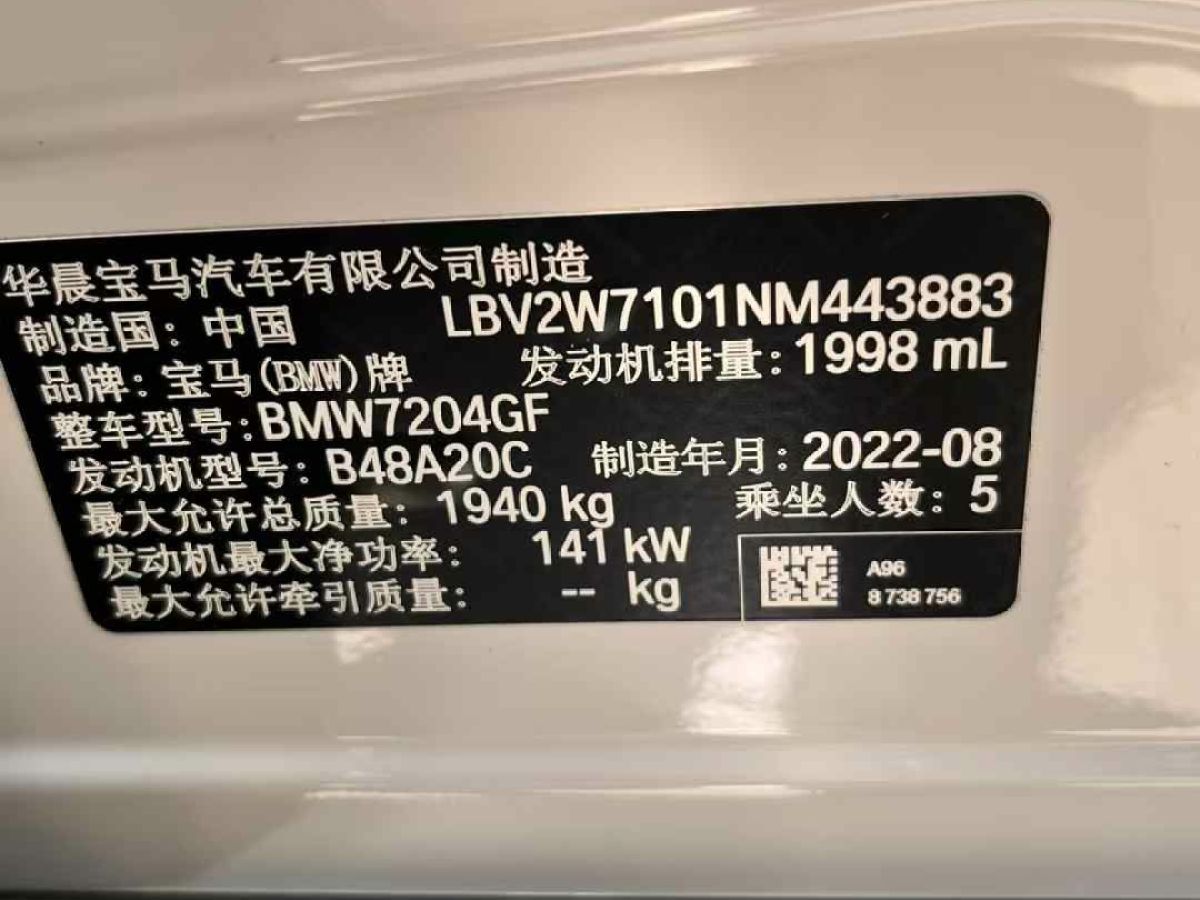 华晨宝马汽车有限公司制造
制造国：中国 LBV2W7101NM443883
品牌：宝马(BMW)牌 发动机排量：1998 mL
整车型号：BMW7204GF
发动机型号：B48A20C 制造年月：2022-08
最大允许总质量：1940 kg 乘坐人数：5
发动机最大净功率：141 kW
最大允许牵引质量：-- kg
A96
8 738 756